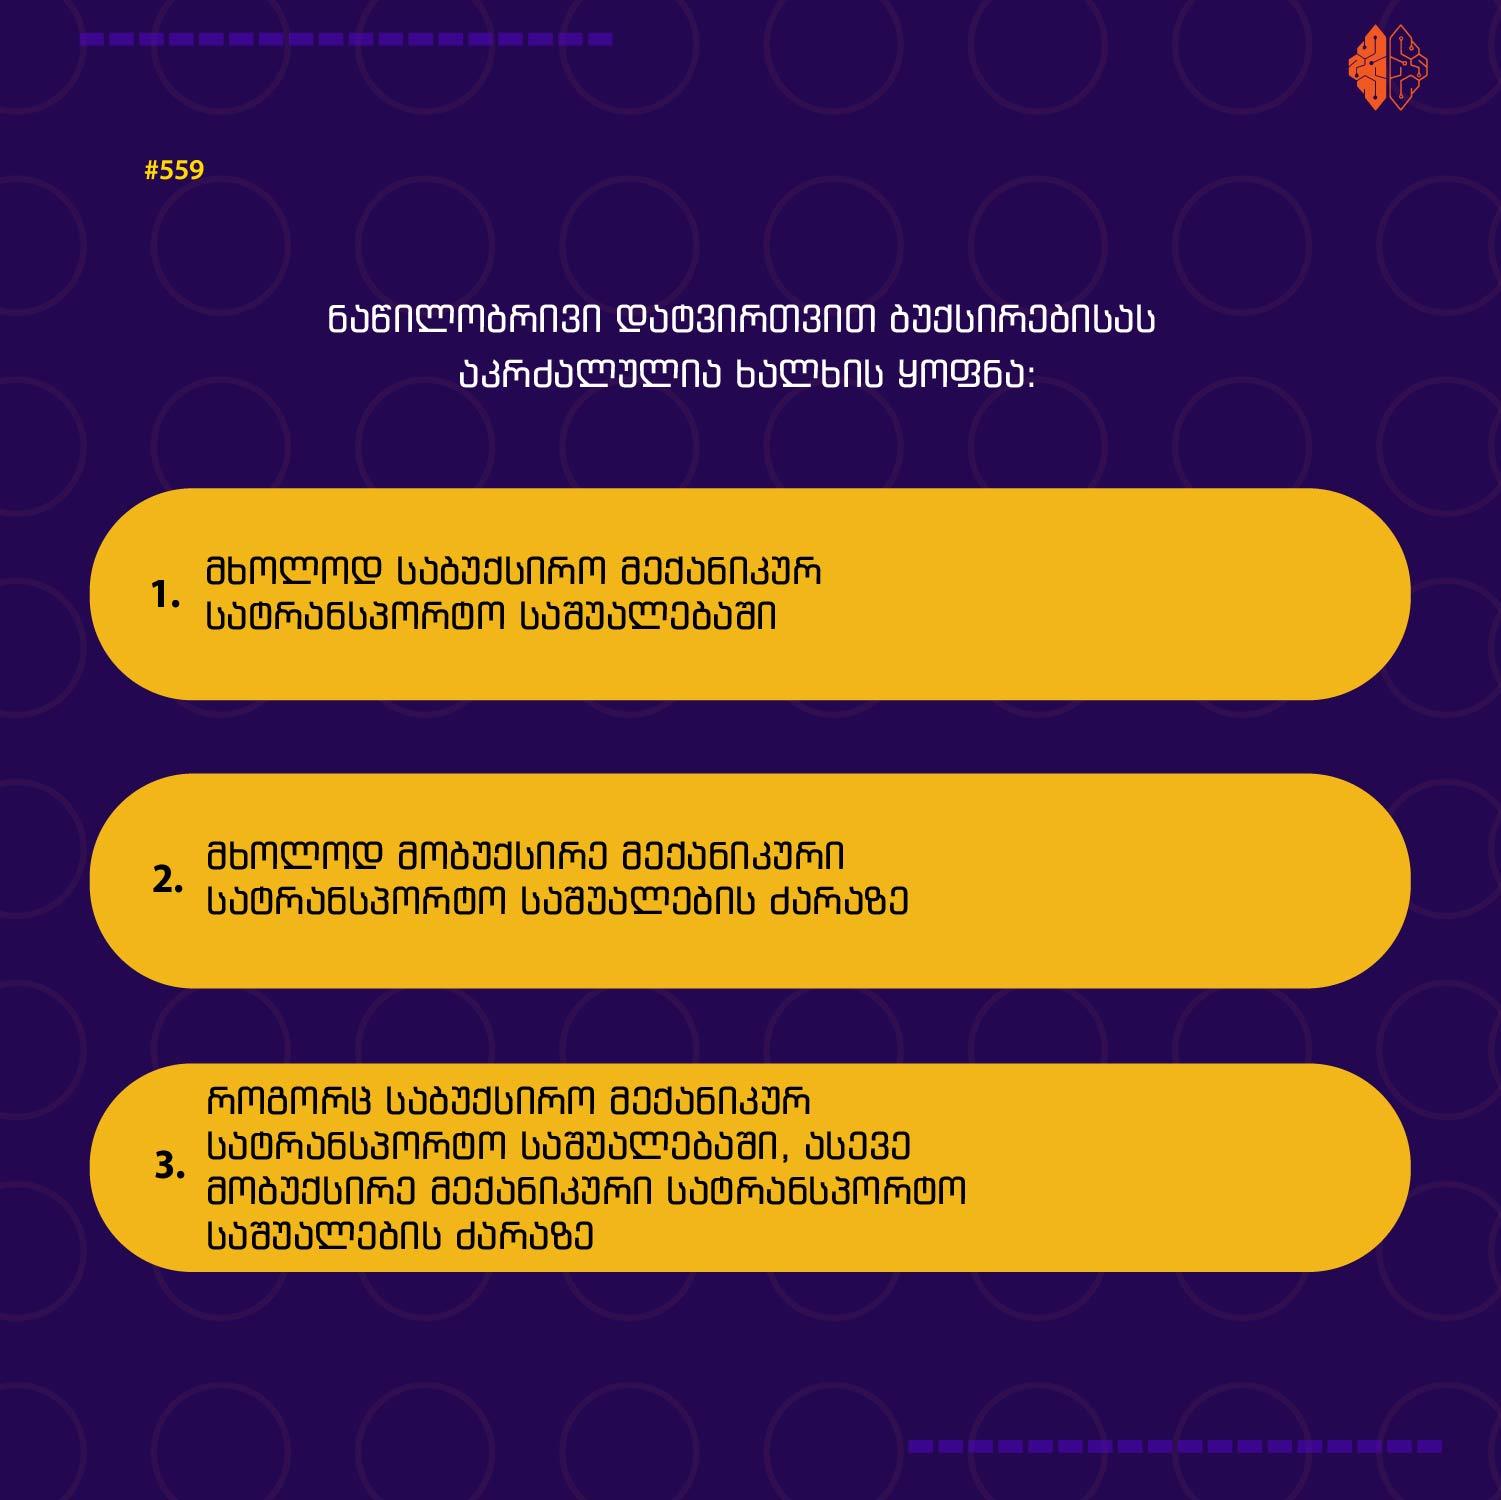 #559
ნაწილობრივი დატვირთვით ბუქსირებისას
აკრძალულია ხალხის ყოფნა:
1. მხოლოდ საბუქსირო მექანიკურ
სატრანსპორტო საშუალებაში
2. მხოლოდ მობუქსირე მექანიკური
სატრანსპორტო საშუალების ძარაზე
3. როგორც საბუქსირო მექანიკურ
სატრანსპორტო საშუალებაში, ასევე
მობუქსირე მექანიკური სატრანსპორტო
საშუალების ძარაზე